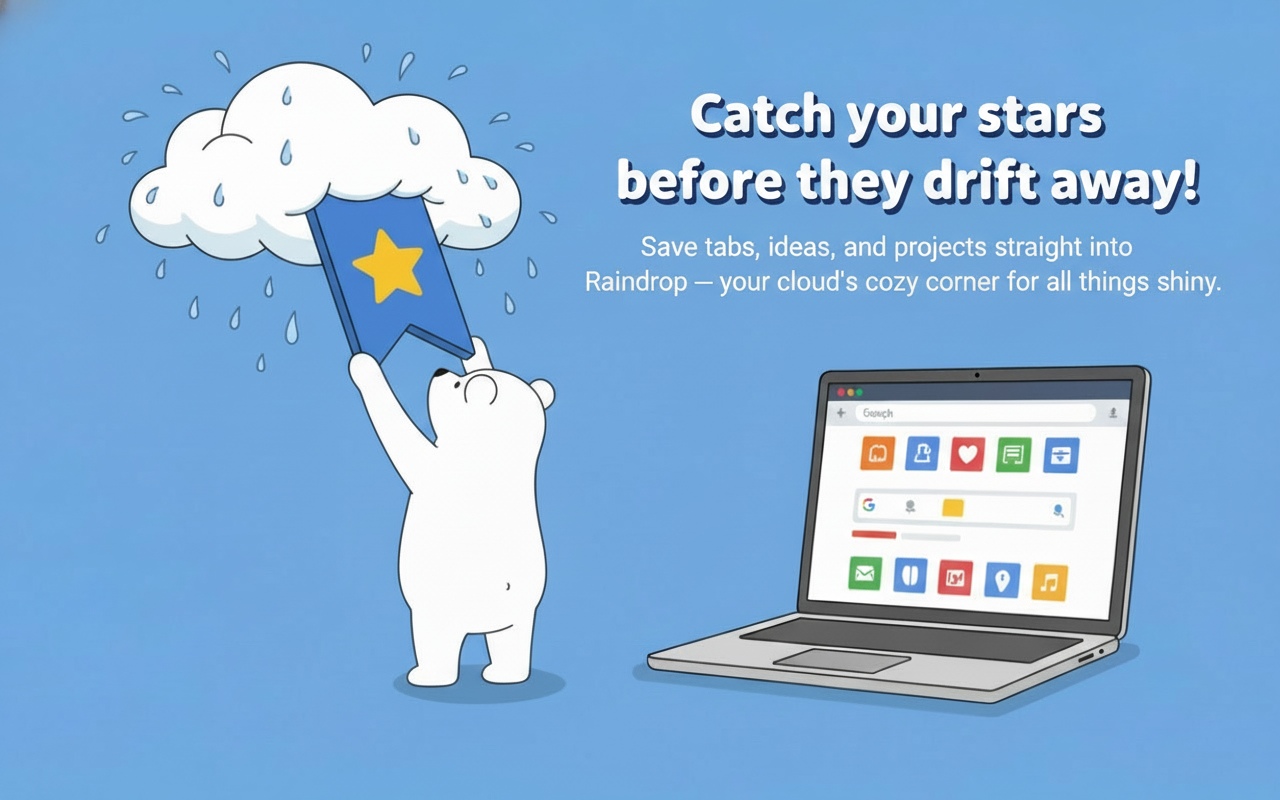 Catch your stars
before they drift away!
Save tabs, ideas, and projects straight into
Raindrop — your cloud's cozy corner for all things shiny.
G